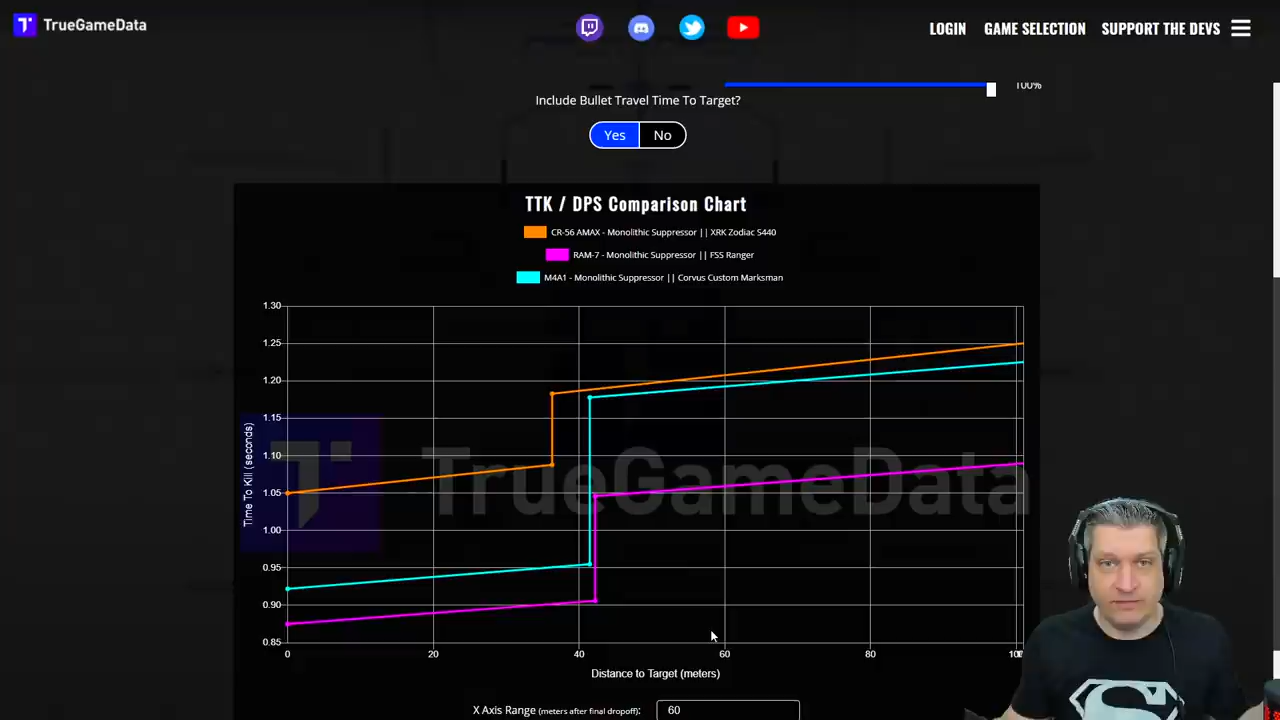 TrueGameData
LOGIN GAME SELECTION SUPPORT THE DEVS
100%
Include Bullet Travel Time To Target?
Yes No
TTK / DPS Comparison Chart
CR-56 AMAX - Monolithic Suppressor || XRK Zodiac S440
RAM-7 - Monolithic Suppressor || FSS Ranger
M4A1 - Monolithic Suppressor || Corvus Custom Marksman
1.30
1.25
1.20
1.15
1.10
1.05
1.00
0.95
0.90
0.85
Time To Kill (seconds)
TrueGameData
0 20 40 60 80
Distance to Target (meters)
X Axis Range (meters after final dropoff): 60